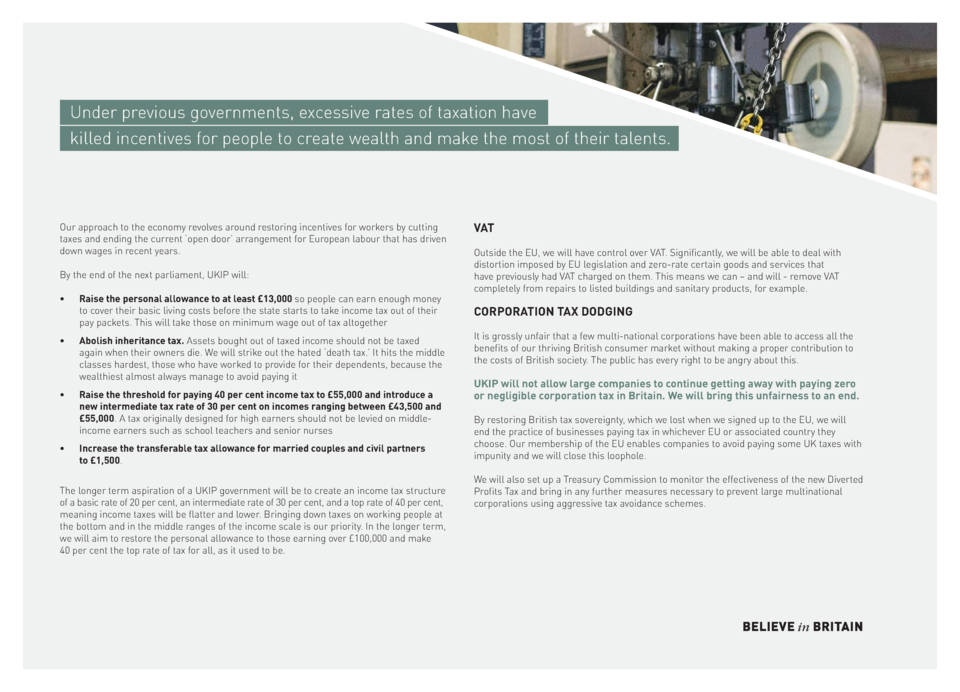 Under previous governments, excessive rates of taxation have
killed incentives for people to create wealth and make the most of their talents.
Our approach to the economy revolves around restoring incentives for workers by cutting
taxes and ending the current ‘open door’ arrangement for European labour that has driven
down wages in recent years.
By the end of the next parliament, UKIP will:
• Raise the personal allowance to at least £13,000 so people can earn enough money
to cover their basic living costs before the state starts to take income tax out of their
pay packets. This will take those on minimum wage out of tax altogether
• Abolish inheritance tax. Assets bought out of taxed income should not be taxed
again when their owners die. We will strike out the hated ‘death tax.’ It hits the middle
classes hardest, those who have worked to provide for their dependents, because the
wealthiest almost always manage to avoid paying it
• Raise the threshold for paying 40 per cent income tax to £55,000 and introduce a
new intermediate tax rate of 30 per cent on incomes ranging between £43,500 and
£55,000. A tax originally designed for high earners should not be levied on middle-
income earners such as school teachers and senior nurses
• Increase the transferable tax allowance for married couples and civil partners
to £1,500.
The longer term aspiration of a UKIP government will be to create an income tax structure
of a basic rate of 20 per cent, an intermediate rate of 30 per cent, and a top rate of 40 per cent,
meaning income taxes will be flatter and lower. Bringing down taxes on working people at
the bottom and in the middle ranges of the income scale is our priority. In the longer term,
we will aim to restore the personal allowance to those earning over £100,000 and make
40 per cent the top rate of tax for all, as it used to be.
VAT
Outside the EU, we will have control over VAT. Significantly, we will be able to deal with
distortion imposed by EU legislation and zero-rate certain goods and services that
have previously had VAT charged on them. This means we can – and will - remove VAT
completely from repairs to listed buildings and sanitary products, for example.
CORPORATION TAX DODGING
It is grossly unfair that a few multi-national corporations have been able to access all the
benefits of our thriving British consumer market without making a proper contribution to
the costs of British society. The public has every right to be angry about this.
UKIP will not allow large companies to continue getting away with paying zero
or negligible corporation tax in Britain. We will bring this unfairness to an end.
By restoring British tax sovereignty, which we lost when we signed up to the EU, we will
end the practice of businesses paying tax in whichever EU or associated country they
choose. Our membership of the EU enables companies to avoid paying some UK taxes with
impunity and we will close this loophole.
We will also set up a Treasury Commission to monitor the effectiveness of the new Diverted
Profits Tax and bring in any further measures necessary to prevent large multinational
corporations using aggressive tax avoidance schemes.
BELIEVE in BRITAIN